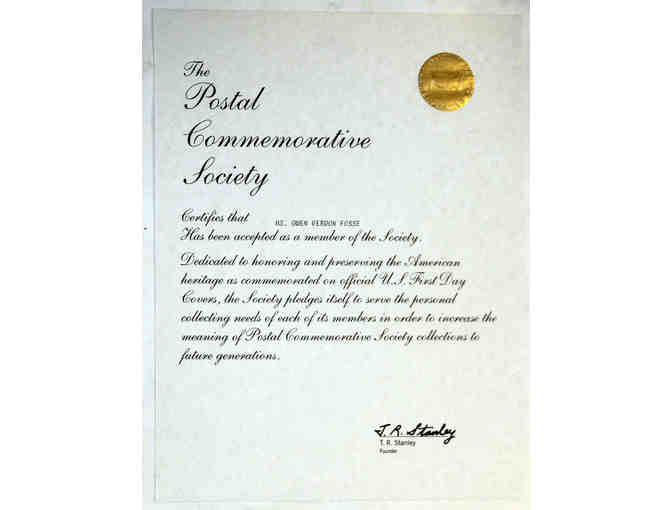 The
Postal
Commemorative
Society
Certifies that MS. GWEN VERDON FOSSE
Has been accepted as a member of the Society.
Dedicated to honoring and preserving the American
heritage as commemorated on official U.S. First Day
Covers, the Society pledges itself to serve the personal
collecting needs of each of its members in order to increase the
meaning of Postal Commemorative Society collections to
future generations.
T. R. Stanley
T. R. Stanley
Founder